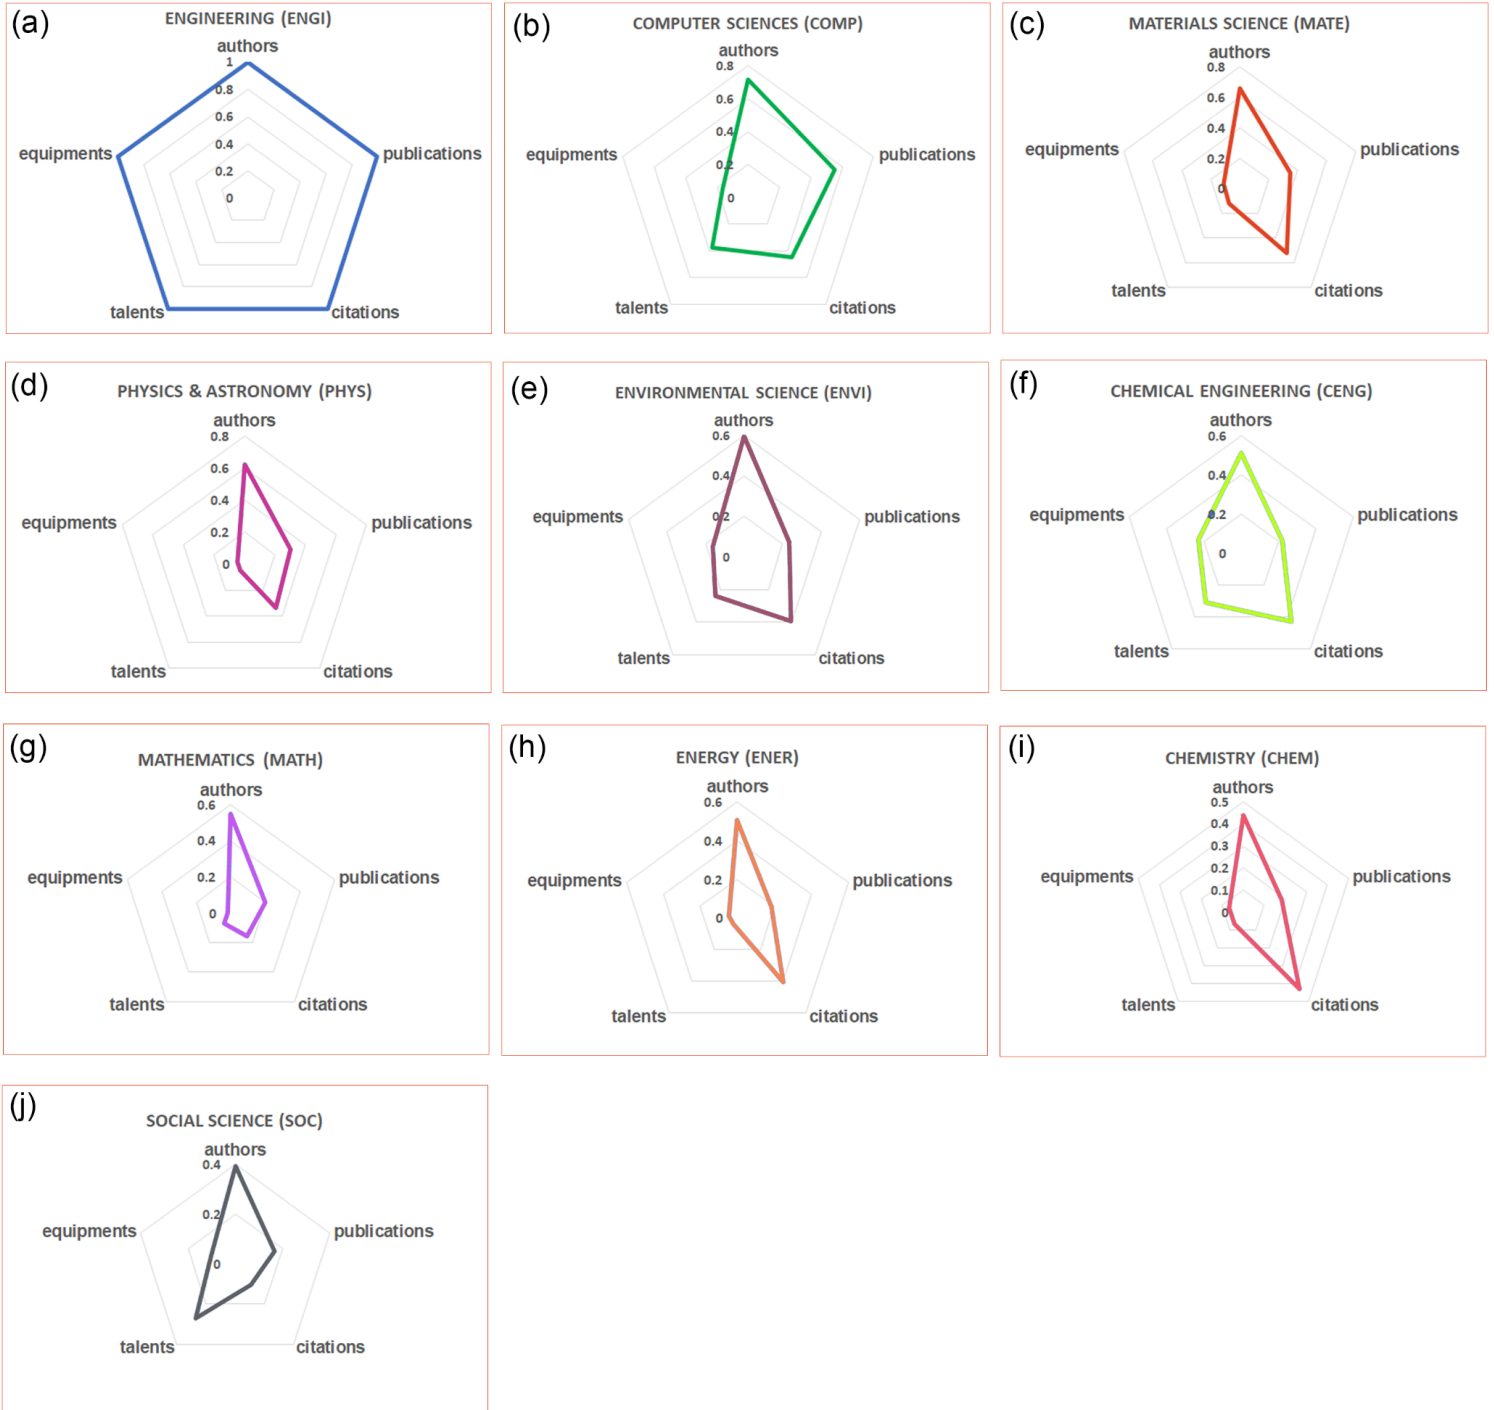 (a)
ENGINEERING (ENGI)
authors
1
0.8
0.6
0.4
0.2
0
equipments
publications
talents
citations
(b)
COMPUTER SCIENCES (COMP)
authors
0.8
0.6
0.4
0.2
0
equipments
publications
talents
citations
(c)
MATERIALS SCIENCE (MATE)
authors
0.8
0.6
0.4
0.2
0
equipments
publications
talents
citations
(d)
PHYSICS & ASTRONOMY (PHYS)
authors
0.8
0.6
0.4
0.2
0
equipments
publications
talents
citations
(e)
ENVIRONMENTAL SCIENCE (ENVI)
authors
0.6
0.4
0.2
0
equipments
publications
talents
citations
(f)
CHEMICAL ENGINEERING (CENG)
authors
0.6
0.4
0.2
0
equipments
publications
talents
citations
(g)
MATHEMATICS (MATH)
authors
0.6
0.4
0.2
0
equipments
publications
talents
citations
(h)
ENERGY (ENER)
authors
0.6
0.4
0.2
0
equipments
publications
talents
citations
(i)
CHEMISTRY (CHEM)
authors
0.5
0.4
0.3
0.2
0.1
0
equipments
publications
talents
citations
(j)
SOCIAL SCIENCE (SOC)
authors
0.4
0.2
0
equipments
publications
talents
citations